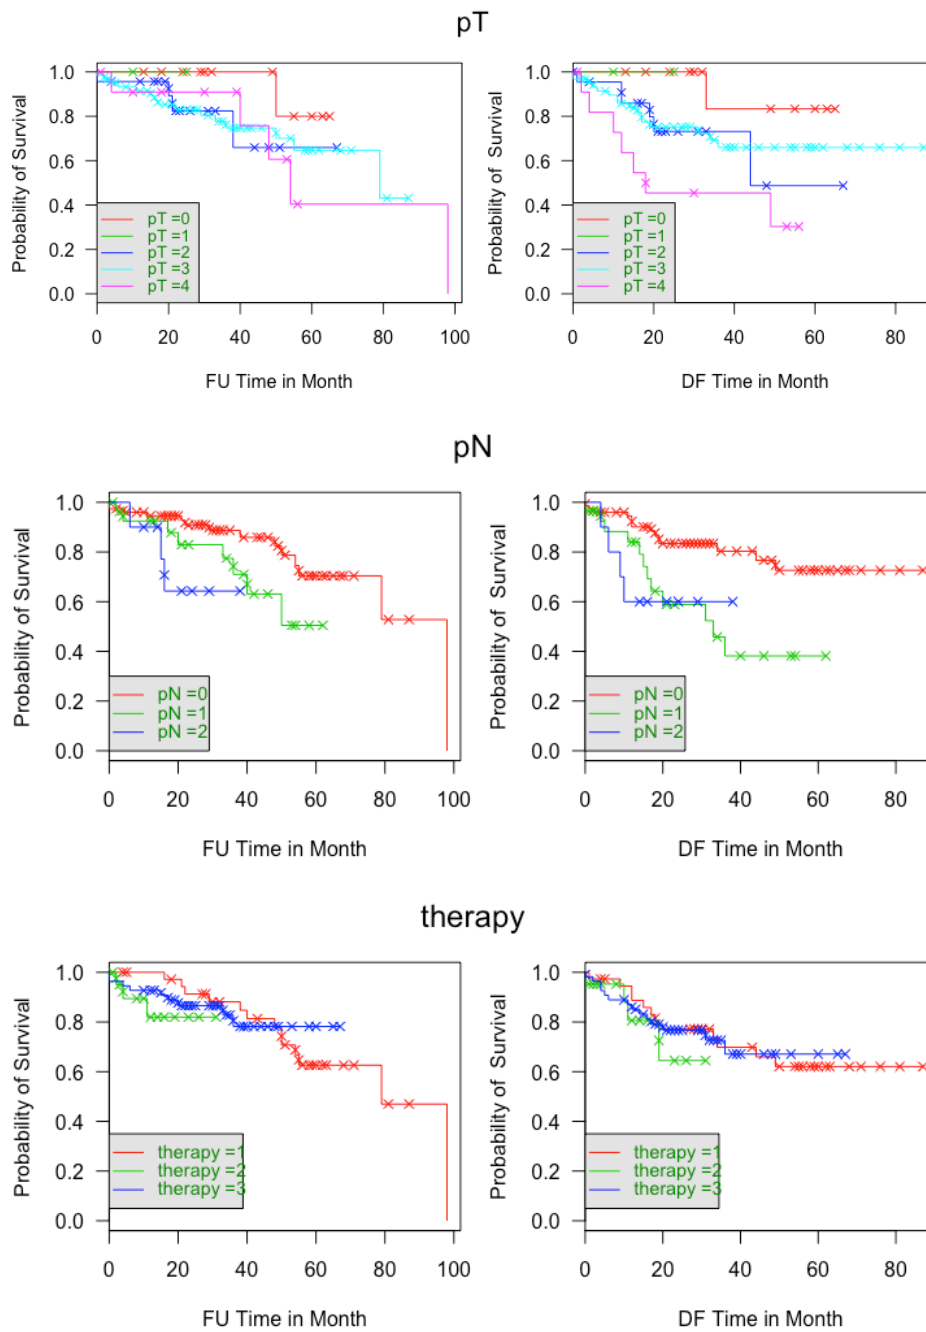 pT
Probability of Survival
1.0
0.8
0.6
0.4
0.2
0.0
pT =0
pT =1
pT =2
pT =3
pT =4
0 20 40 60 80 100
FU Time in Month
Probability of Survival
1.0
0.8
0.6
0.4
0.2
0.0
pT =0
pT =1
pT =2
pT =3
pT =4
0 20 40 60 80
DF Time in Month
pN
Probability of Survival
1.0
0.8
0.6
0.4
0.2
0.0
pN =0
pN =1
pN =2
0 20 40 60 80 100
FU Time in Month
Probability of Survival
1.0
0.8
0.6
0.4
0.2
0.0
pN =0
pN =1
pN =2
0 20 40 60 80
DF Time in Month
therapy
Probability of Survival
1.0
0.8
0.6
0.4
0.2
0.0
therapy =1
therapy =2
therapy =3
0 20 40 60 80 100
FU Time in Month
Probability of Survival
1.0
0.8
0.6
0.4
0.2
0.0
therapy =1
therapy =2
therapy =3
0 20 40 60 80
DF Time in Month